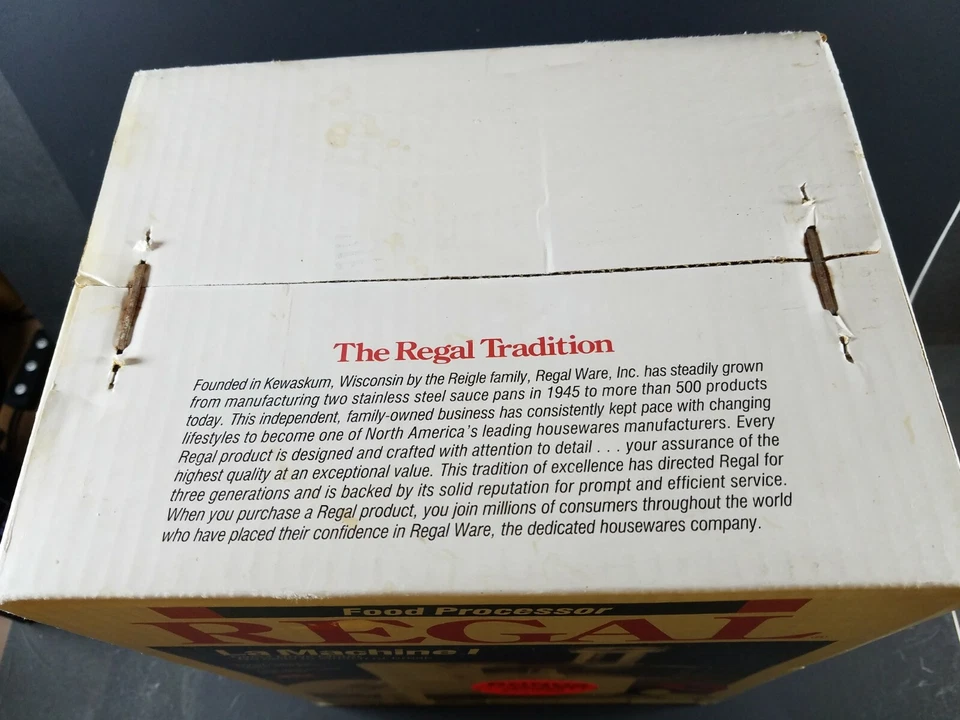 The Regal Tradition
Founded in Kewaskum, Wisconsin by the Reigle family, Regal Ware, Inc. has steadily grown
from manufacturing two stainless steel sauce pans in 1945 to more than 500 products
today. This independent, family-owned business has consistently kept pace with changing
lifestyles to become one of North America's leading housewares manufacturers. Every
Regal product is designed and crafted with attention to detail . . . your assurance of the
highest quality at an exceptional value. This tradition of excellence has directed Regal for
three generations and is backed by its solid reputation for prompt and efficient service.
When you purchase a Regal product, you join millions of consumers throughout the world
who have placed their confidence in Regal Ware, the dedicated housewares company.
Food Processor
REGAL
La Machine I